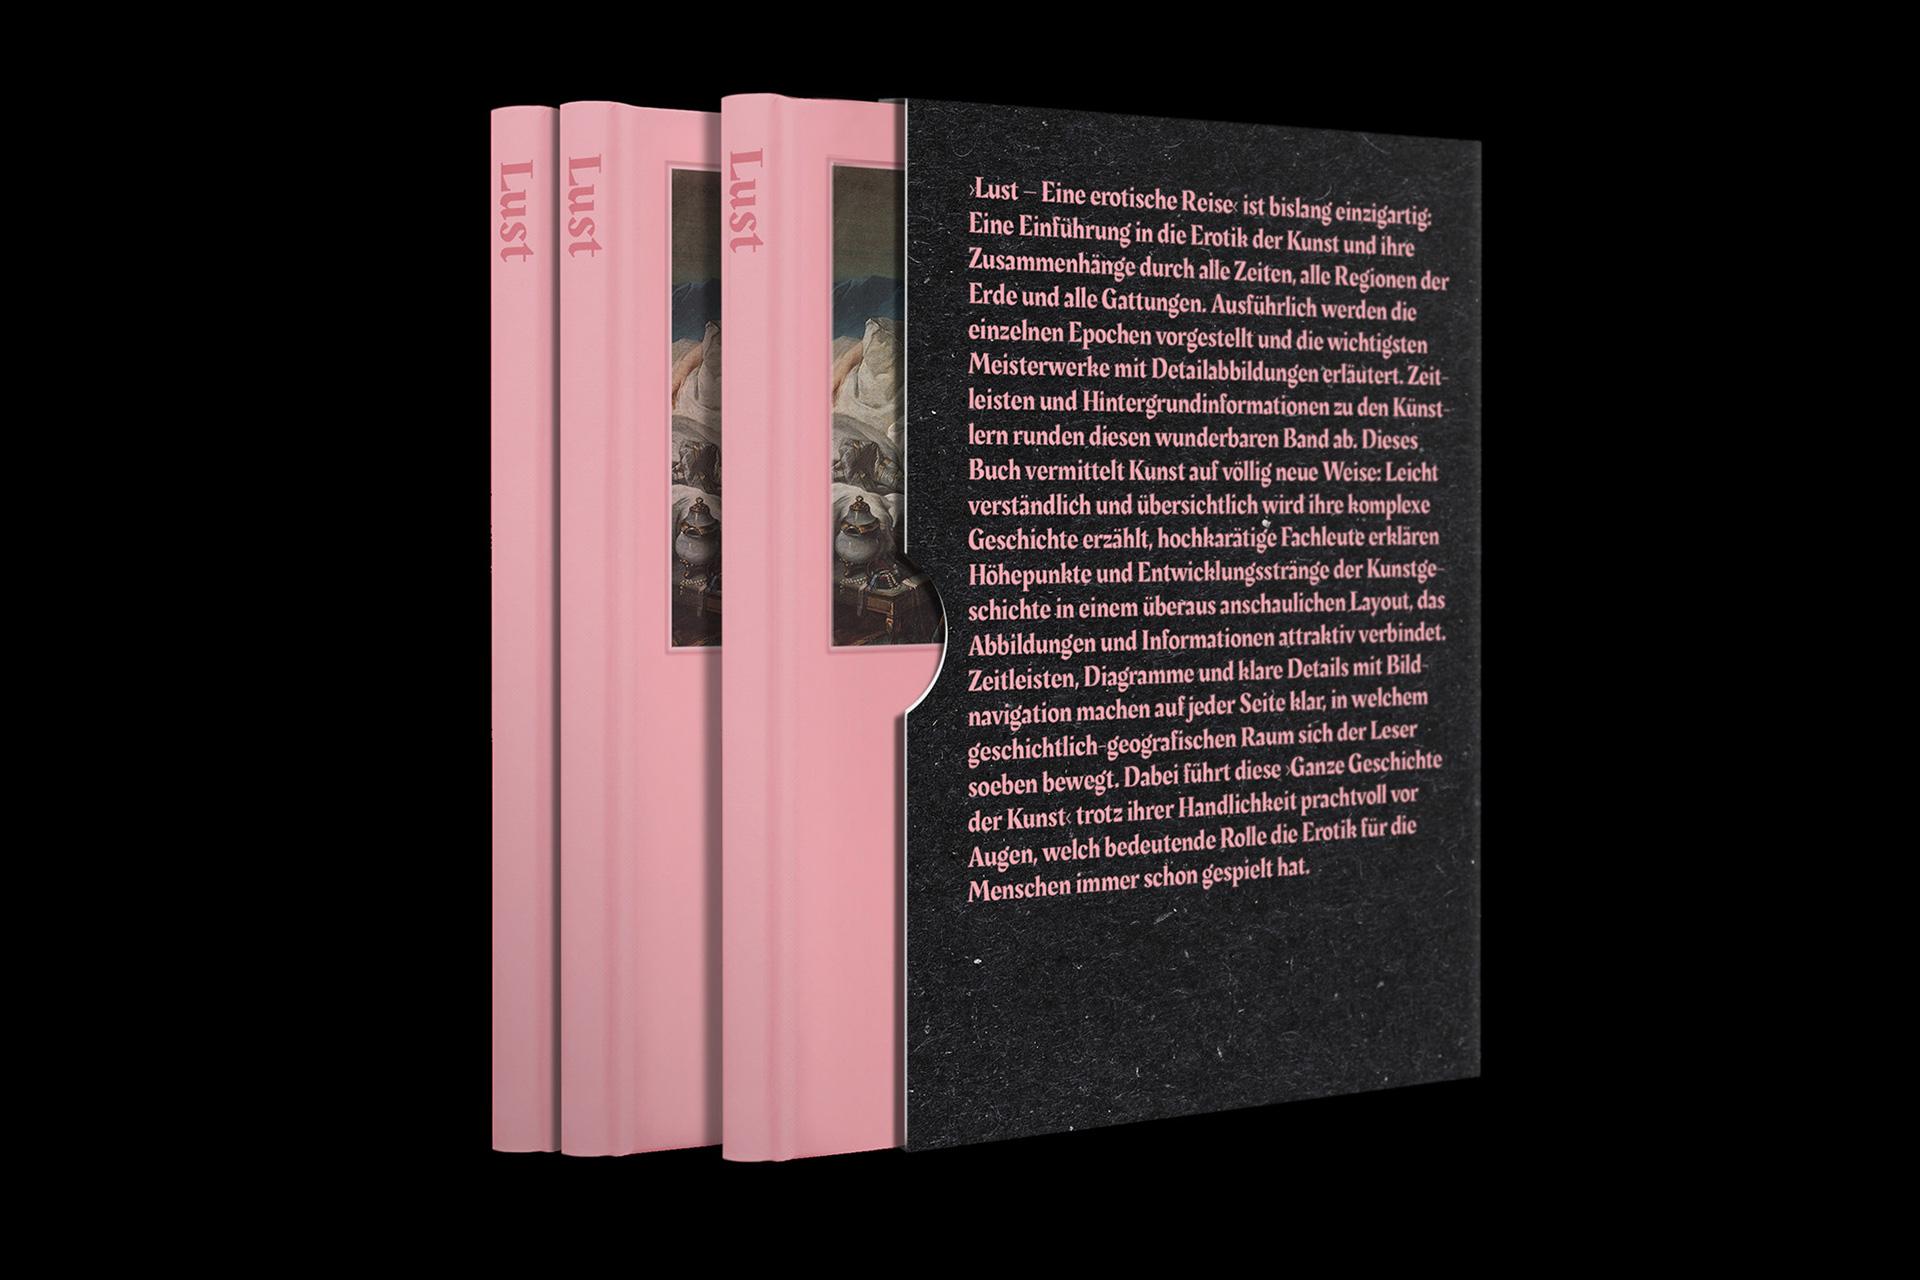 Lust
Lust
Lust
›Lust – Eine erotische Reise‹ ist bislang einzigartig:
Eine Einführung in die Erotik der Kunst und ihre
Zusammenhänge durch alle Zeiten, alle Regionen der
Erde und alle Gattungen. Ausführlich werden die
einzelnen Epochen vorgestellt und die wichtigsten
Meisterwerke mit Detailabbildungen erläutert. Zeit-
leisten und Hintergrundinformationen zu den Künst-
lern runden diesen wunderbaren Band ab. Dieses
Buch vermittelt Kunst auf völlig neue Weise: Leicht
verständlich und übersichtlich wird ihre komplexe
Geschichte erzählt, hochkarätige Fachleute erklären
Höhepunkte und Entwicklungsstränge der Kunstge-
schichte in einem überaus anschaulichen Layout, das
Abbildungen und Informationen attraktiv verbindet.
Zeitleisten, Diagramme und klare Details mit Bild-
navigation machen auf jeder Seite klar, in welchem
geschichtlich-geografischen Raum sich der Leser
soeben bewegt. Dabei führt diese ›Ganze Geschichte
der Kunst‹ trotz ihrer Handlichkeit prachtvoll vor
Augen, welch bedeutende Rolle die Erotik für die
Menschen immer schon gespielt hat.